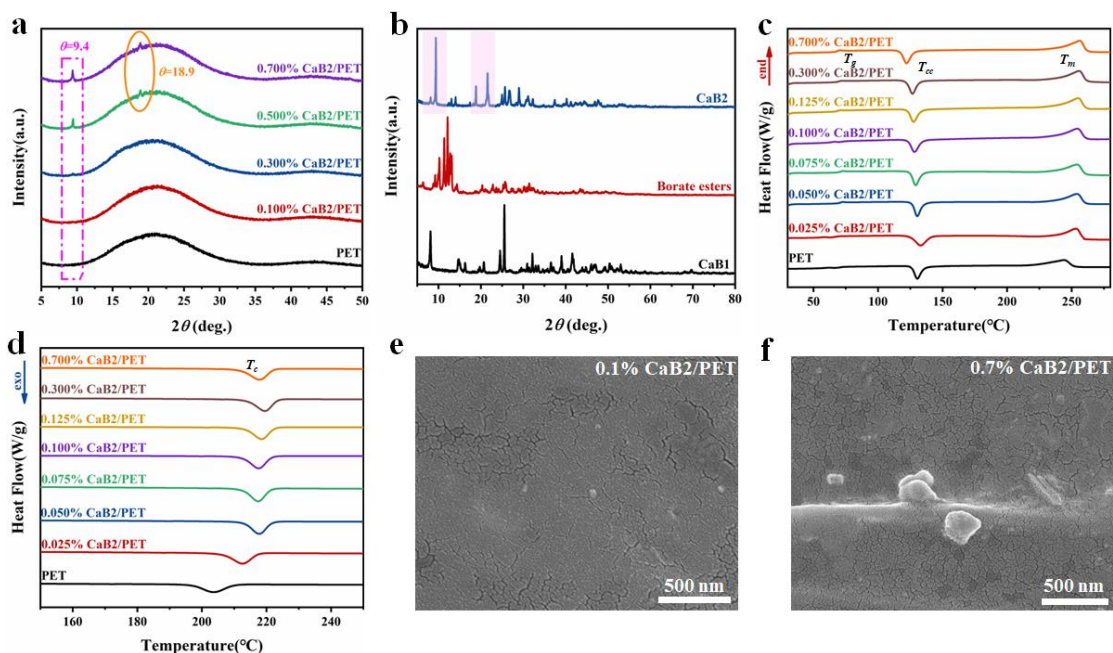 a
Intensity(a.u.)
θ=9.4
θ=18.9
0.700% CaB2/PET
0.500% CaB2/PET
0.300% CaB2/PET
0.100% CaB2/PET
PET
5 10 15 20 25 30 35 40 45 50
2θ (deg.)
b
Intensity(a.u.)
CaB2
Borate esters
CaB1
10 20 30 40 50 60 70 80
2θ (deg.)
c
end
Heat Flow(W/g)
0.700% CaB2/PET
Tg
Tcc
Tm
0.300% CaB2/PET
0.125% CaB2/PET
0.100% CaB2/PET
0.075% CaB2/PET
0.050% CaB2/PET
0.025% CaB2/PET
PET
50 100 150 200 250
Temperature(°C)
d
exo
Heat Flow(W/g)
0.700% CaB2/PET
Tc
0.300% CaB2/PET
0.125% CaB2/PET
0.100% CaB2/PET
0.075% CaB2/PET
0.050% CaB2/PET
0.025% CaB2/PET
PET
160 180 200 220 240
Temperature(°C)
e
0.1% CaB2/PET
500 nm
f
0.7% CaB2/PET
500 nm